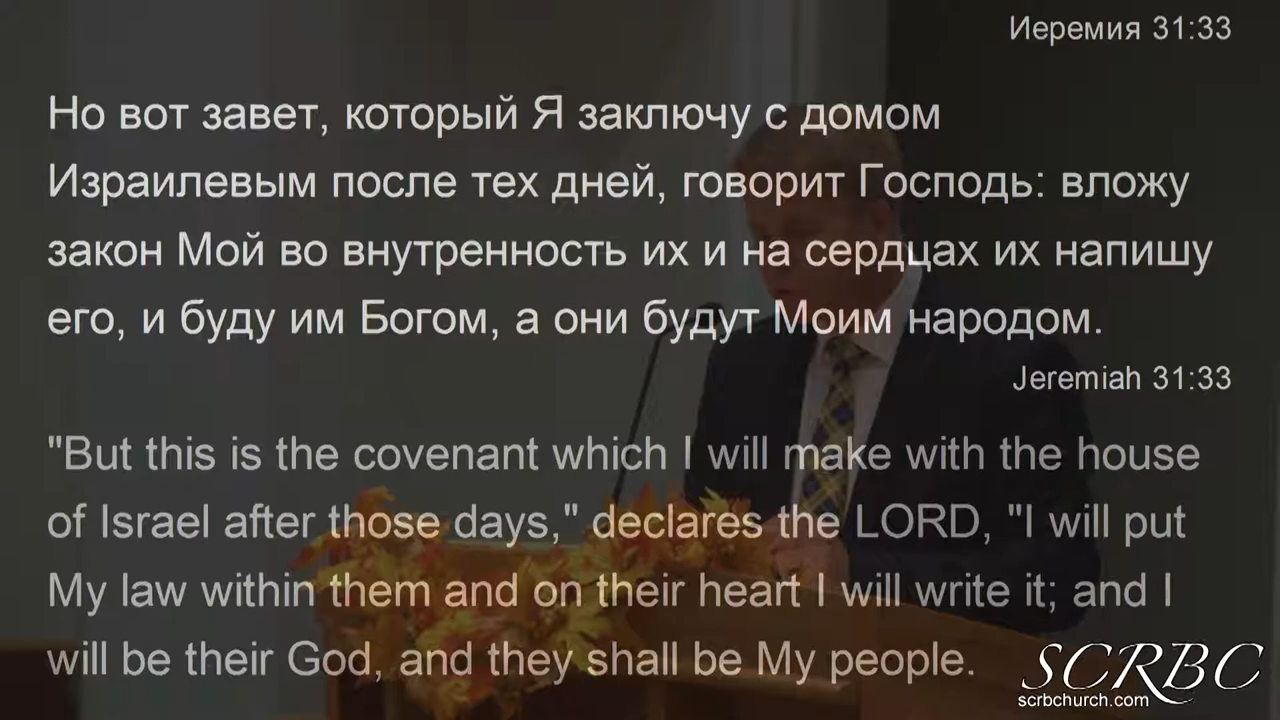 Иеремия 31:33
Но вот завет, который Я заключу с домом
Израилевым после тех дней, говорит Господь: вложу
закон Мой во внутренность их и на сердцах их напишу
его, и буду им Богом, а они будут Моим народом.
Jeremiah 31:33
"But this is the covenant which I will make with the house
of Israel after those days," declares the LORD, "I will put
My law within them and on their heart I will write it; and I
will be their God, and they shall be My people.
SCRBC
scrbchurch.com